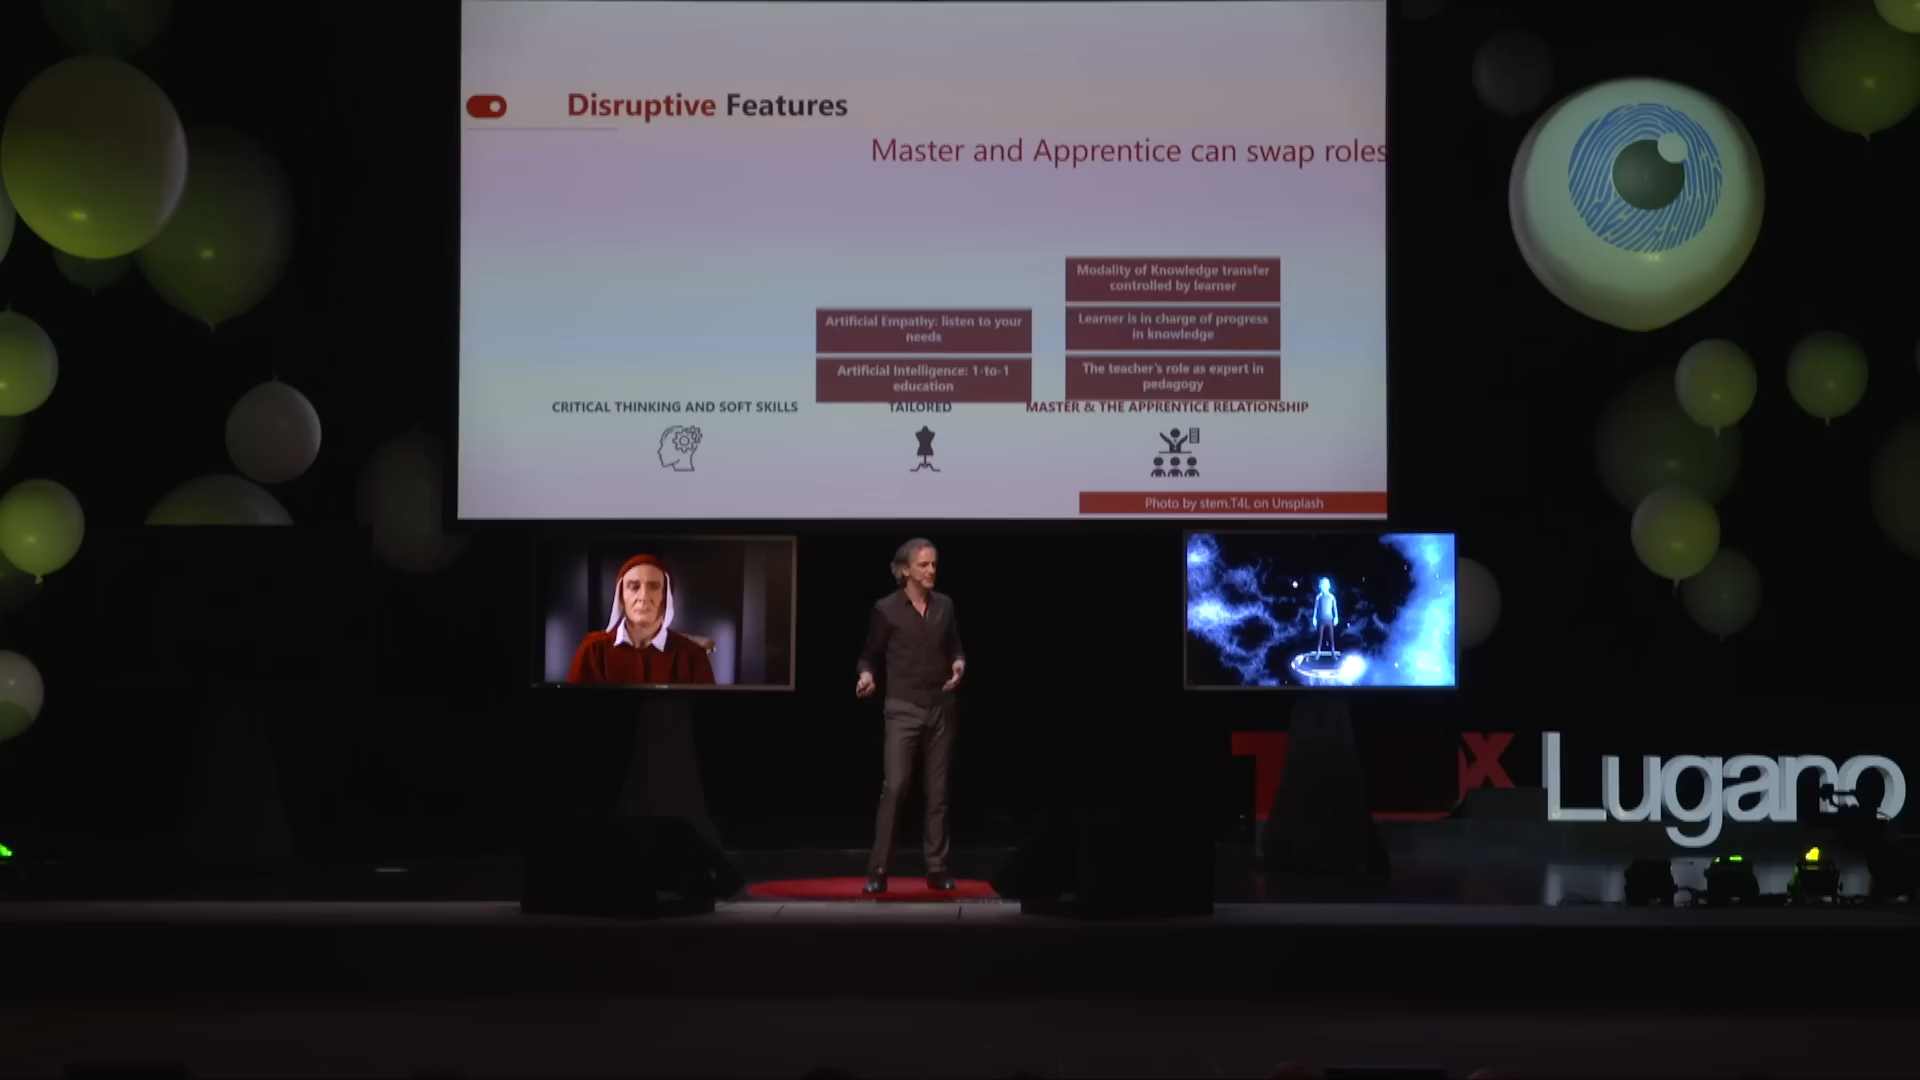 Disruptive Features
Master and Apprentice can swap roles
Modality of Knowledge transfer
controlled by learner
Artificial Empathy: listen to your
needs
Learner is in charge of progress
in knowledge
Artificial Intelligence: 1-to-1
education
The teacher's role as expert in
pedagogy
CRITICAL THINKING AND SOFT SKILLS
TAILORED
MASTER & THE APPRENTICE RELATIONSHIP
Photo by stem.T4L on Unsplash
Lugano